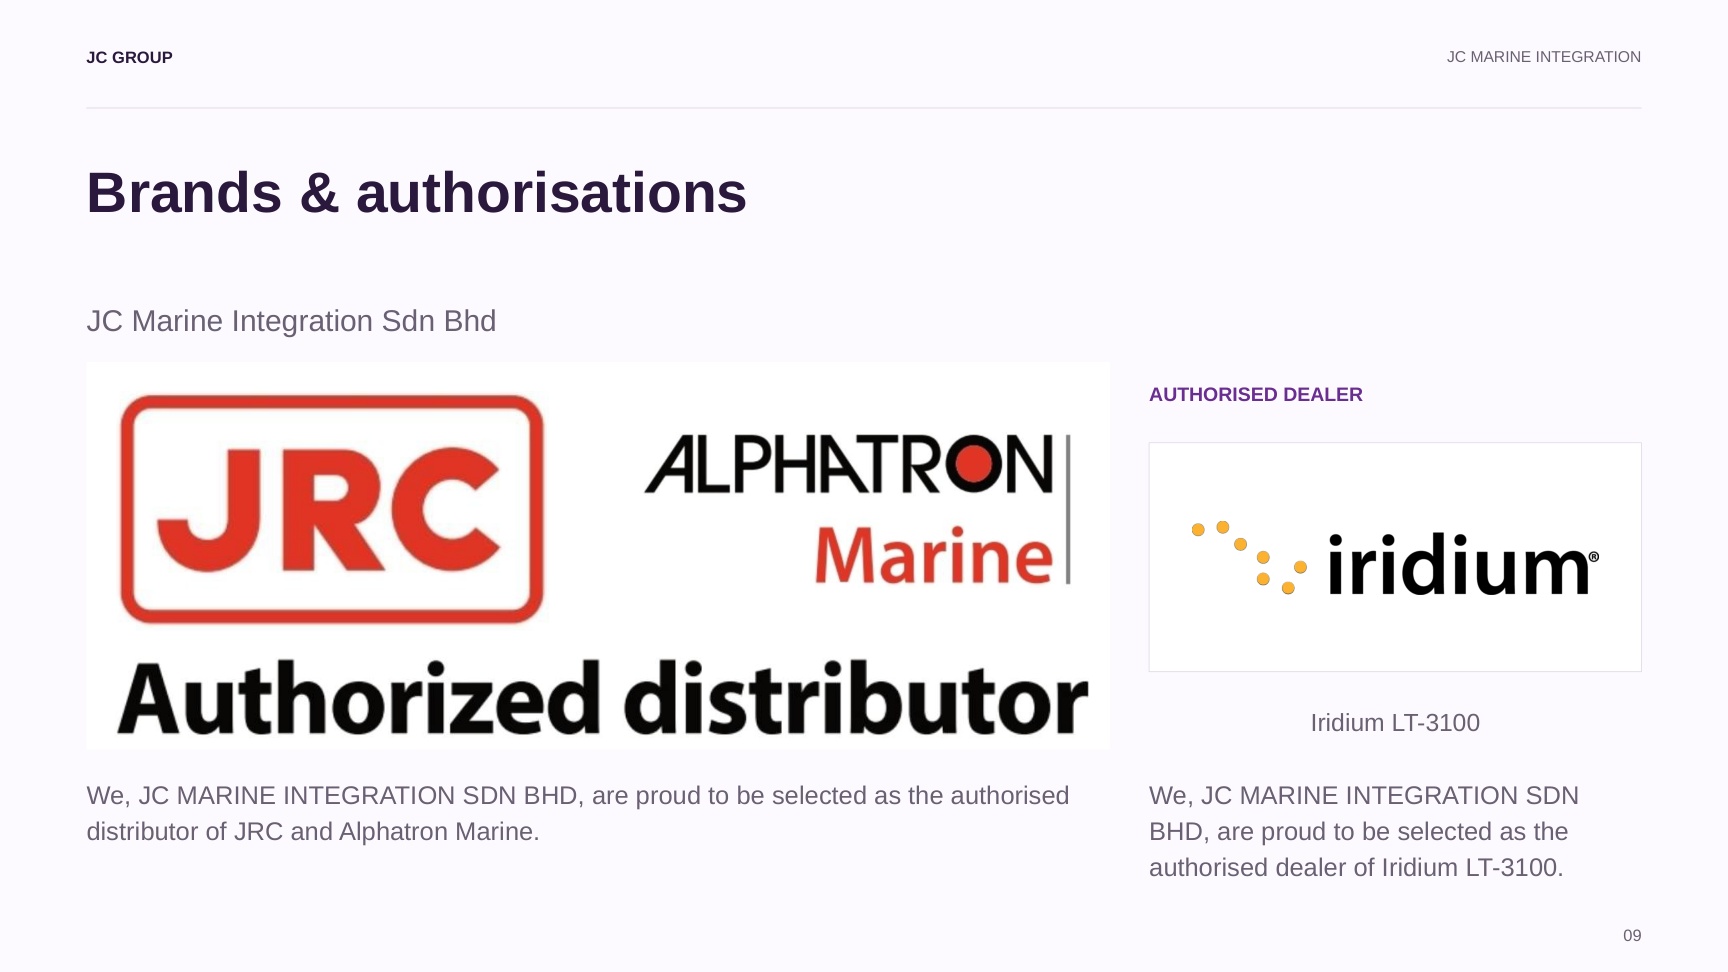 JC GROUP
JC MARINE INTEGRATION
Brands & authorisations
JC Marine Integration Sdn Bhd
JRC
ALPHATRON
Marine
Authorized distributor
We, JC MARINE INTEGRATION SDN BHD, are proud to be selected as the authorised
distributor of JRC and Alphatron Marine.
AUTHORISED DEALER
iridium®
Iridium LT-3100
We, JC MARINE INTEGRATION SDN
BHD, are proud to be selected as the
authorised dealer of Iridium LT-3100.
09